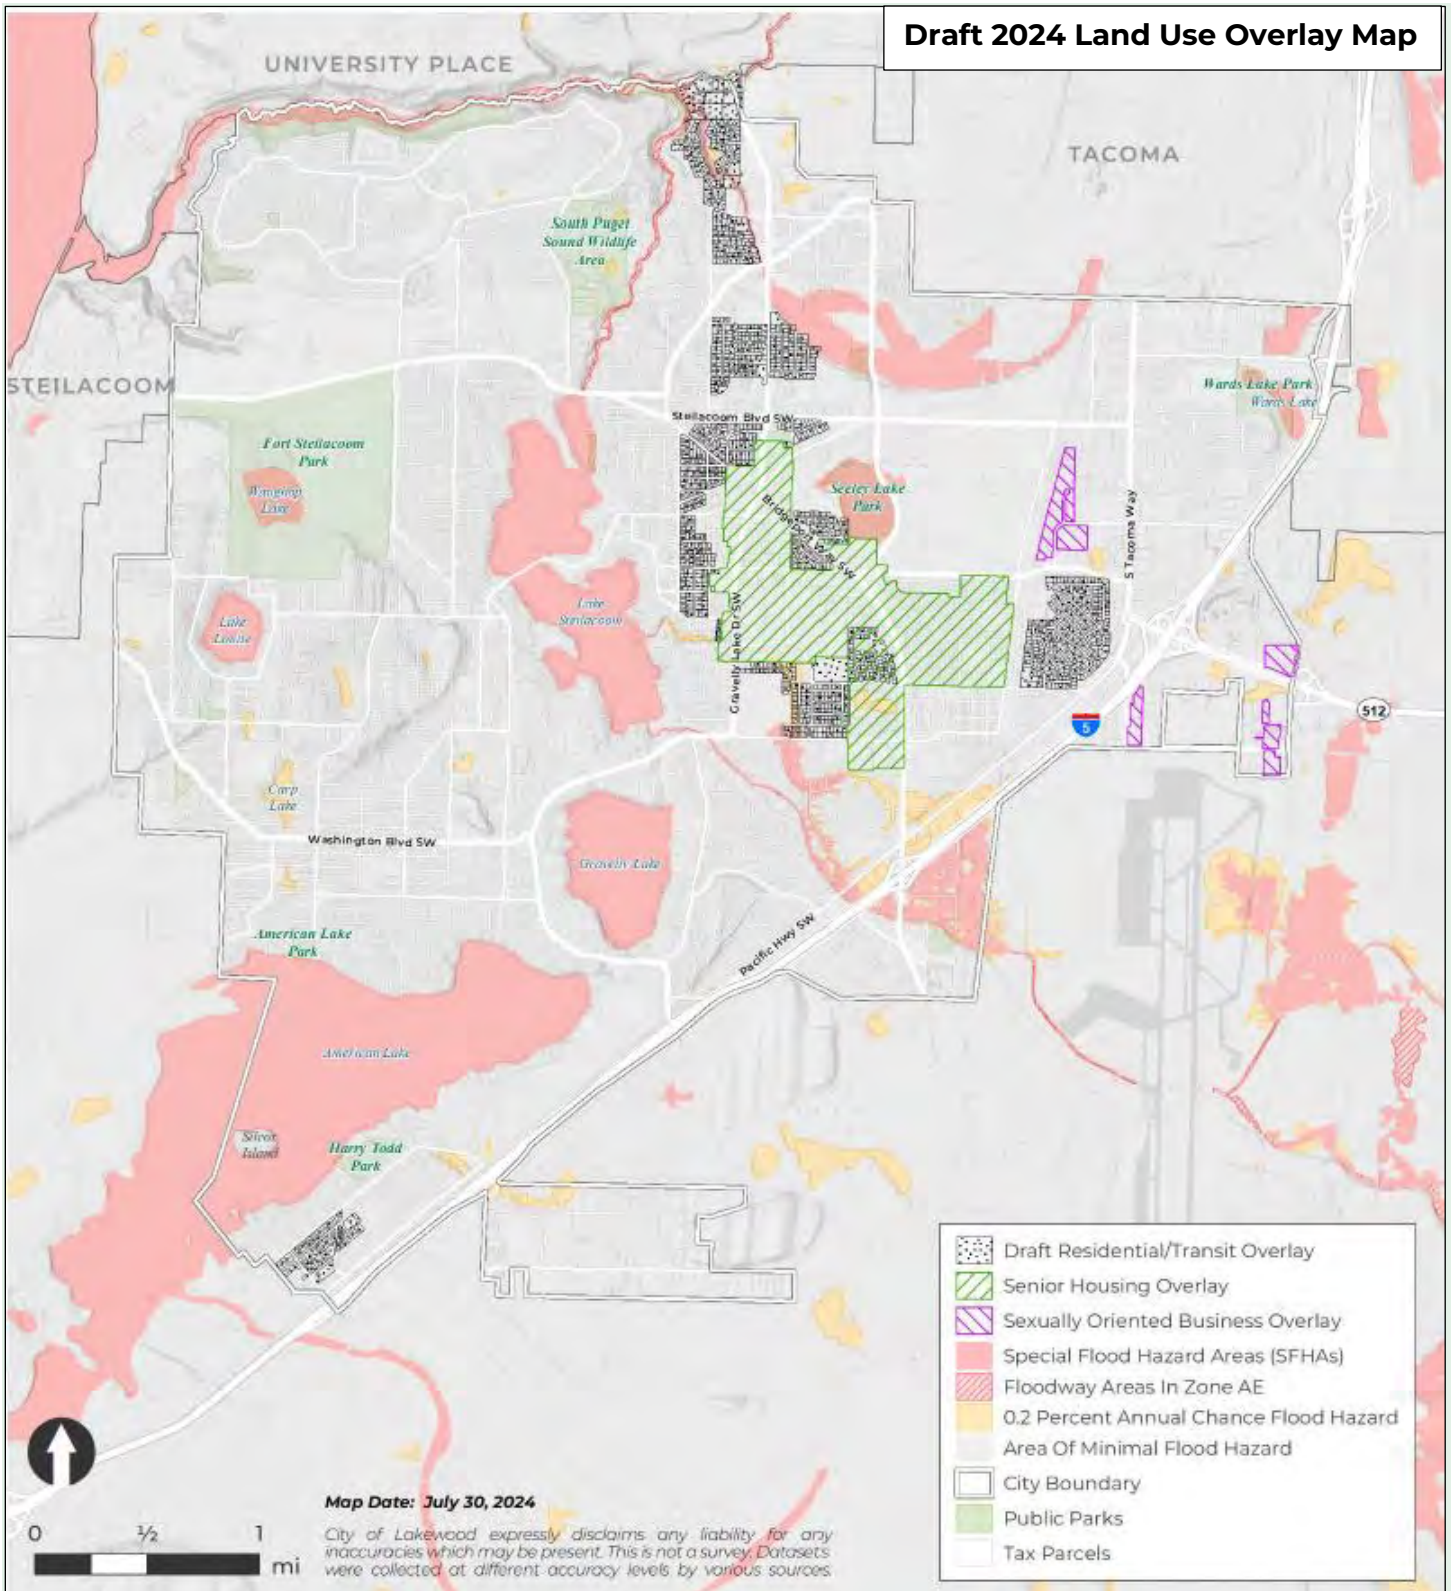 Draft 2024 Land Use Overlay Map
UNIVERSITY PLACE
TACOMA
South Puget
Sound Wildlife
Area
STEILACOOM
Wards Lake Park
Wards Lake
Steilacoom Blvd SW
Fort Steilacoom
Park
Waughop
Lake
Seeley Lake
Park
Bridgeport Way SW
S Tacoma Way
Lake
Steilacoom
Lake
Louise
Gravelly Lake Dr SW
512
5
Carp
Lake
Washington Blvd SW
Gravelly Lake
American Lake
Park
Pacific Hwy SW
American Lake
Silcox
Island
Harry Todd
Park
Draft Residential/Transit Overlay
Senior Housing Overlay
Sexually Oriented Business Overlay
Special Flood Hazard Areas (SFHAs)
Floodway Areas In Zone AE
0.2 Percent Annual Chance Flood Hazard
Area Of Minimal Flood Hazard
City Boundary
Public Parks
Tax Parcels
Map Date: July 30, 2024
City of Lakewood expressly disclaims any liability for any
inaccuracies which may be present. This is not a survey. Datasets
were collected at different accuracy levels by various sources.
0 ½ 1
mi